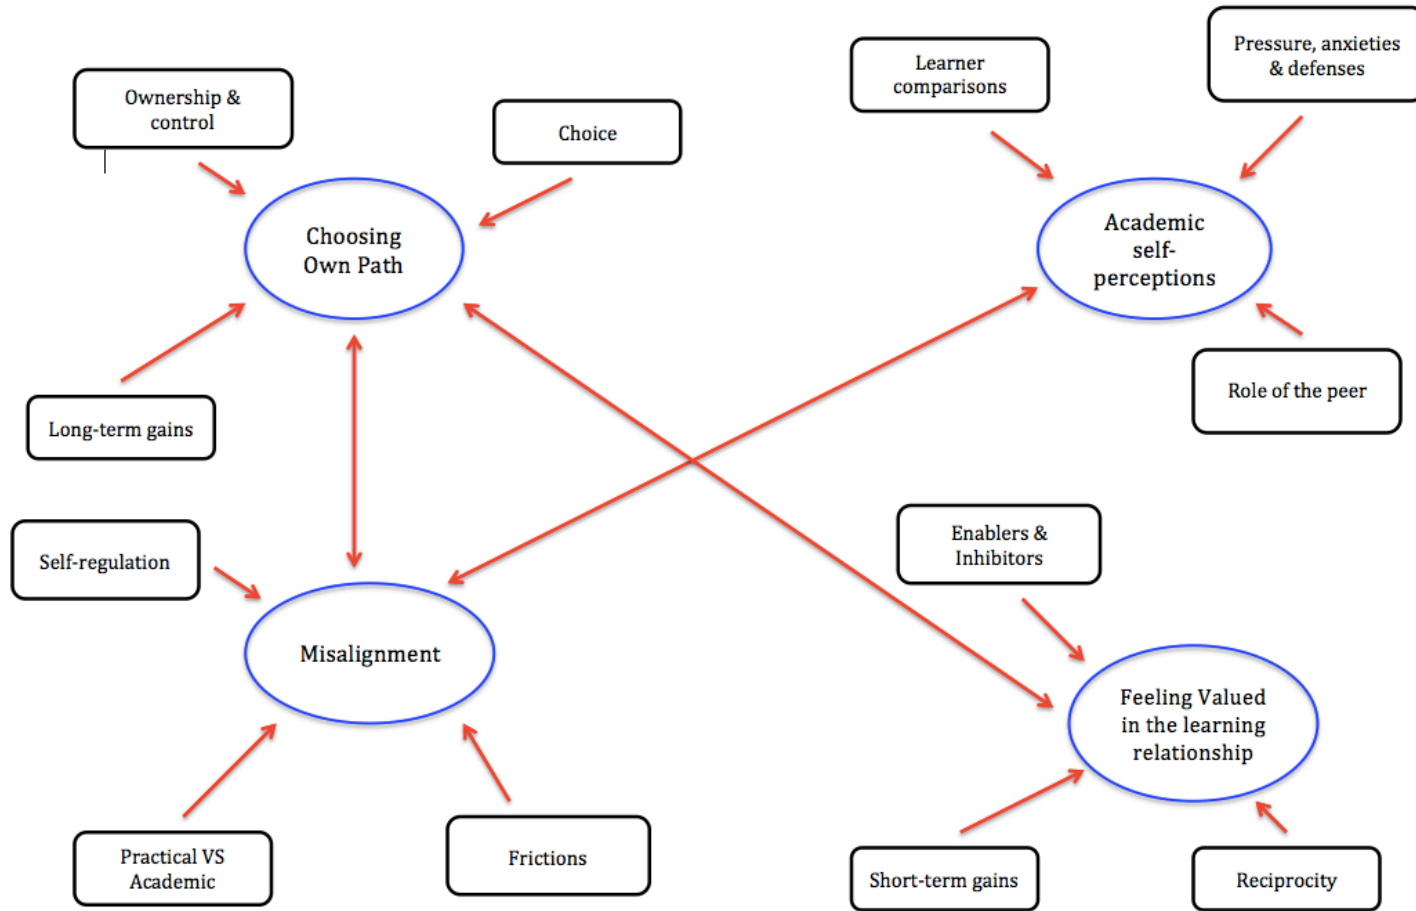 Ownership &
control
Choice
Learner
comparisons
Pressure, anxieties
& defenses
Choosing
Own Path
Academic
self-
perceptions
Long-term gains
Role of the peer
Self-regulation
Enablers &
Inhibitors
Misalignment
Feeling Valued
in the learning
relationship
Practical VS
Academic
Frictions
Short-term gains
Reciprocity